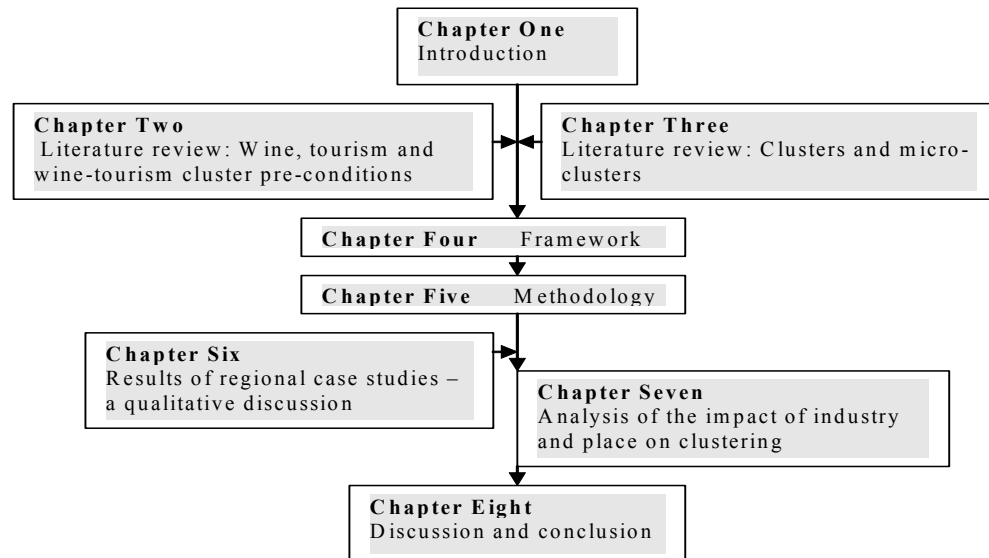 Chapter One
Introduction
Chapter Two
Literature review: Wine, tourism and
wine-tourism cluster pre-conditions
Chapter Three
Literature review: Clusters and micro-
clusters
Chapter Four Framework
Chapter Five Methodology
Chapter Six
Results of regional case studies –
a qualitative discussion
Chapter Seven
Analysis of the impact of industry
and place on clustering
Chapter Eight
Discussion and conclusion